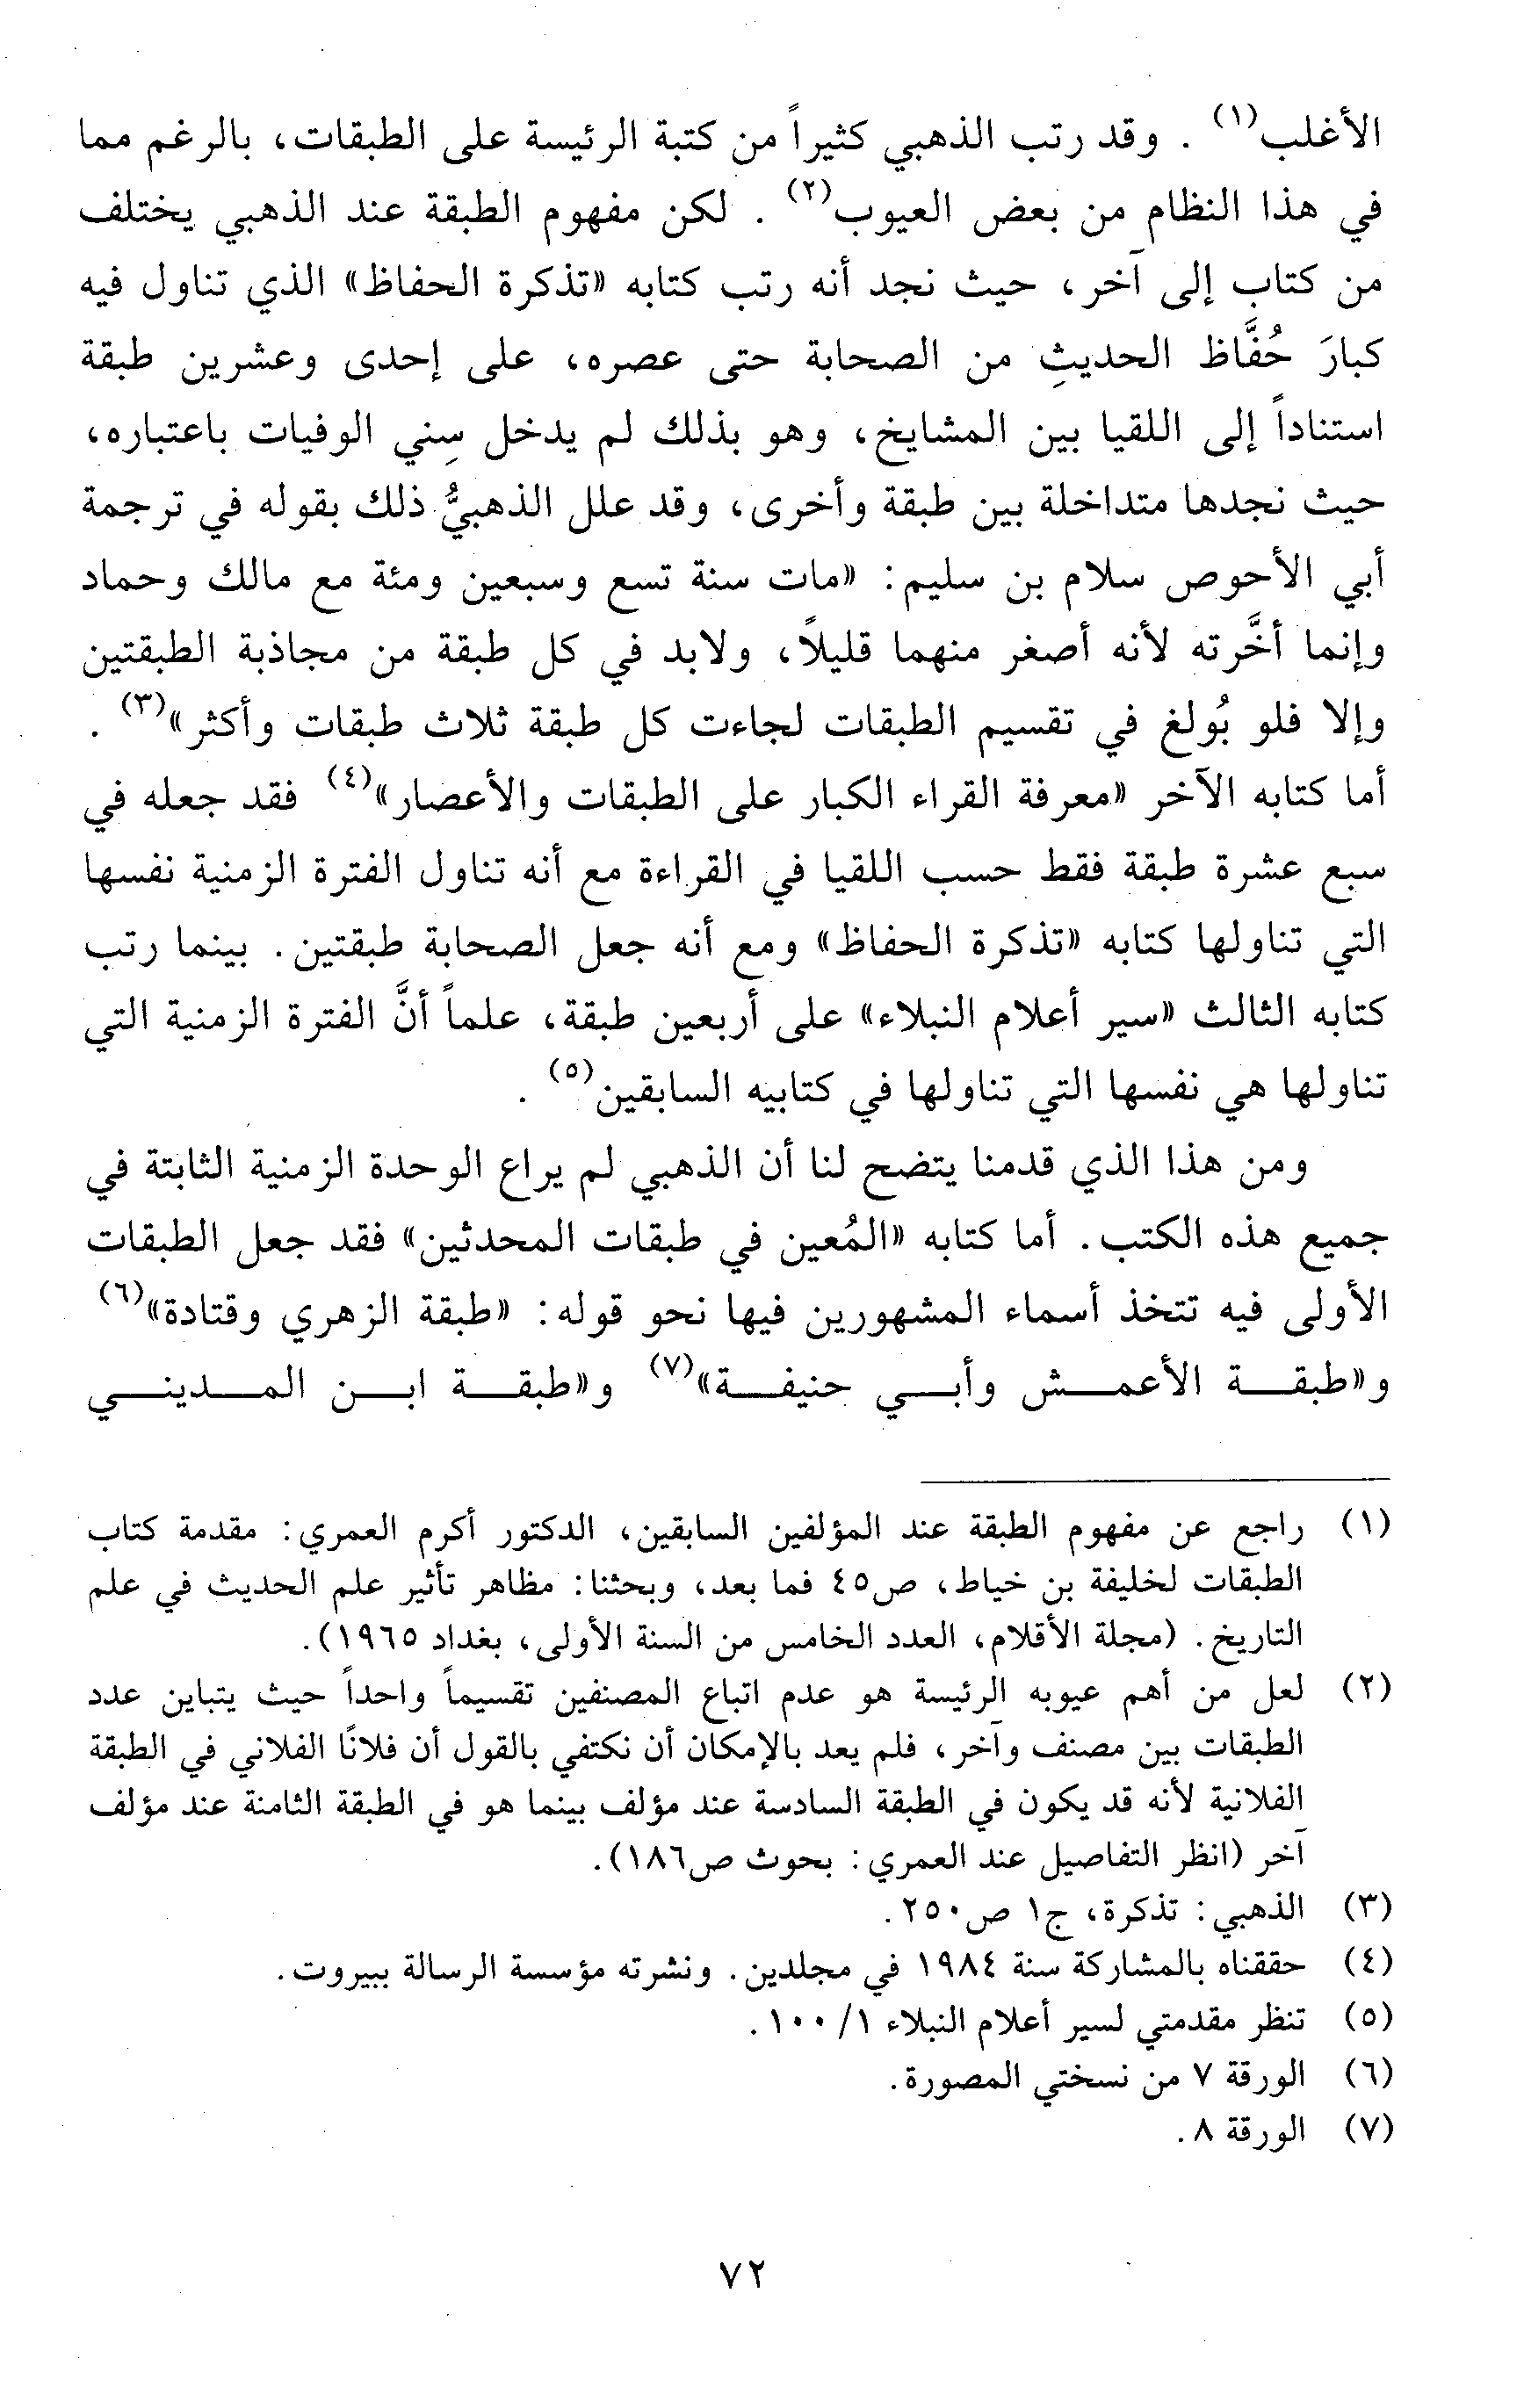 الأغلب(١) . وقد رتب الذهبي كثيراً من كتبة الرئيسة على الطبقات، بالرغم مما
في هذا النظام من بعض العيوب(٢) . لكن مفهوم الطبقة عند الذهبي يختلف
من كتاب إلى آخر، حيث نجد أنه رتب كتابه «تذكرة الحفاظ» الذي تناول فيه
كبارَ حُفَّاظ الحديثِ من الصحابة حتى عصره، على إحدى وعشرين طبقة
استناداً إلى اللقيا بين المشايخ، وهو بذلك لم يدخل سِني الوفيات باعتباره،
حيث نجدها متداخلة بين طبقة وأخرى، وقد علل الذهبيُّ ذلك بقوله في ترجمة
أبي الأحوص سلام بن سليم: «مات سنة تسع وسبعين ومئة مع مالك وحماد
وإنما أخَّرته لأنه أصغر منهما قليلاً، ولابد في كل طبقة من مجاذبة الطبقتين
وإلا فلو بُولغ في تقسيم الطبقات لجاءت كل طبقة ثلاث طبقات وأكثر»(٣) .
أما كتابه الآخر «معرفة القراء الكبار على الطبقات والأعصار»(٤) فقد جعله في
سبع عشرة طبقة فقط حسب اللقيا في القراءة مع أنه تناول الفترة الزمنية نفسها
التي تناولها كتابه «تذكرة الحفاظ» ومع أنه جعل الصحابة طبقتين. بينما رتب
كتابه الثالث «سير أعلام النبلاء» على أربعين طبقة، علماً أنَّ الفترة الزمنية التي
تناولها هي نفسها التي تناولها في كتابيه السابقين(٥) .
ومن هذا الذي قدمنا يتضح لنا أن الذهبي لم يراع الوحدة الزمنية الثابتة في
جميع هذه الكتب. أما كتابه «المُعين في طبقات المحدثين» فقد جعل الطبقات
الأولى فيه تتخذ أسماء المشهورين فيها نحو قوله: «طبقة الزهري وقتادة»(٦)
و«طبقــة الأعمــش وأبــي حنيفــة»(٧) و«طبقــة ابــن المــدينــي
(١) راجع عن مفهوم الطبقة عند المؤلفين السابقين، الدكتور أكرم العمري: مقدمة كتاب
الطبقات لخليفة بن خياط، ص٤٥ فما بعد، وبحثنا: مظاهر تأثير علم الحديث في علم
التاريخ. (مجلة الأقلام، العدد الخامس من السنة الأولى، بغداد ١٩٦٥).
(٢) لعل من أهم عيوبه الرئيسة هو عدم اتباع المصنفين تقسيماً واحداً حيث يتباين عدد
الطبقات بين مصنف وآخر، فلم يعد بالإمكان أن نكتفي بالقول أن فلانًا الفلاني في الطبقة
الفلانية لأنه قد يكون في الطبقة السادسة عند مؤلف بينما هو في الطبقة الثامنة عند مؤلف
آخر (انظر التفاصيل عند العمري: بحوث ص١٨٦).
(٣) الذهبي: تذكرة، ج١ ص٢٥٠.
(٤) حققناه بالمشاركة سنة ١٩٨٤ في مجلدين. ونشرته مؤسسة الرسالة ببيروت.
(٥) تنظر مقدمتي لسير أعلام النبلاء ١/ ١٠٠.
(٦) الورقة ٧ من نسختي المصورة.
(٧) الورقة ٨.
٧٢